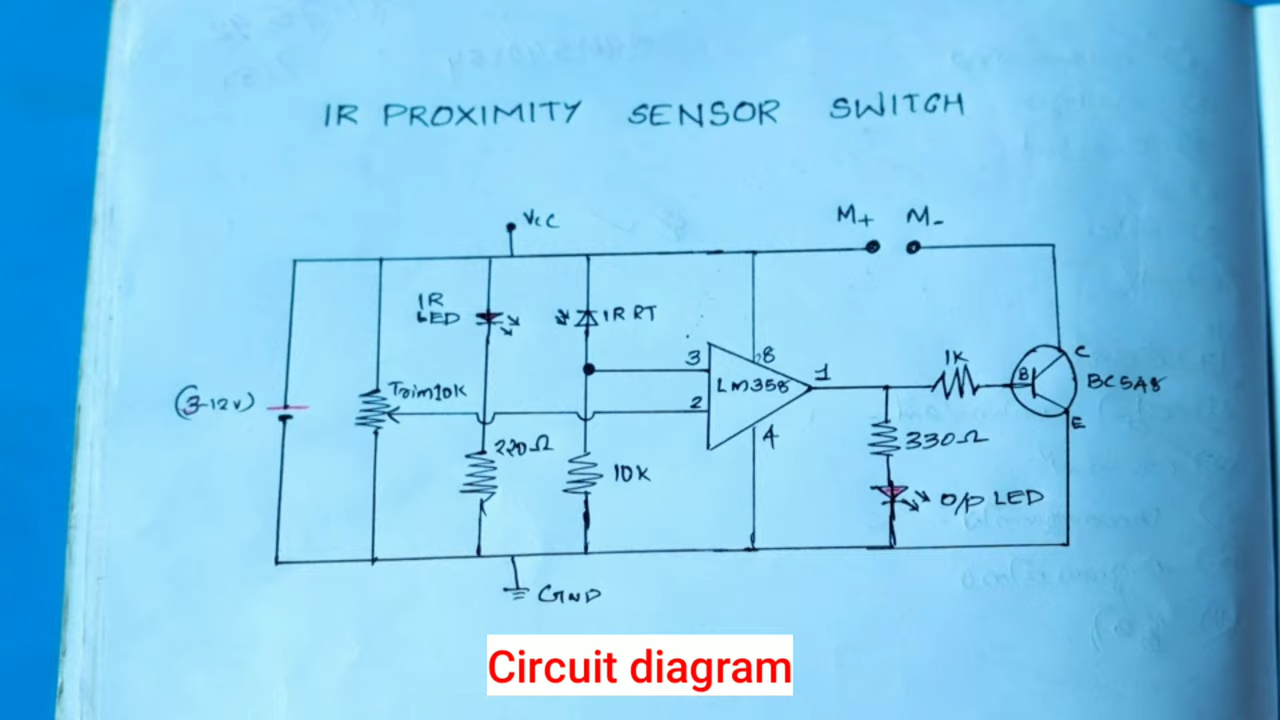 IR PROXIMITY SENSOR SWITCH
Vcc
M+ M-
IR
LED
IR RT
3
8
1K
C
(3-12v)
Trim10k
LM358
1
B
BC548
2
E
220Ω
4
330Ω
10K
O/P LED
GND
Circuit diagram